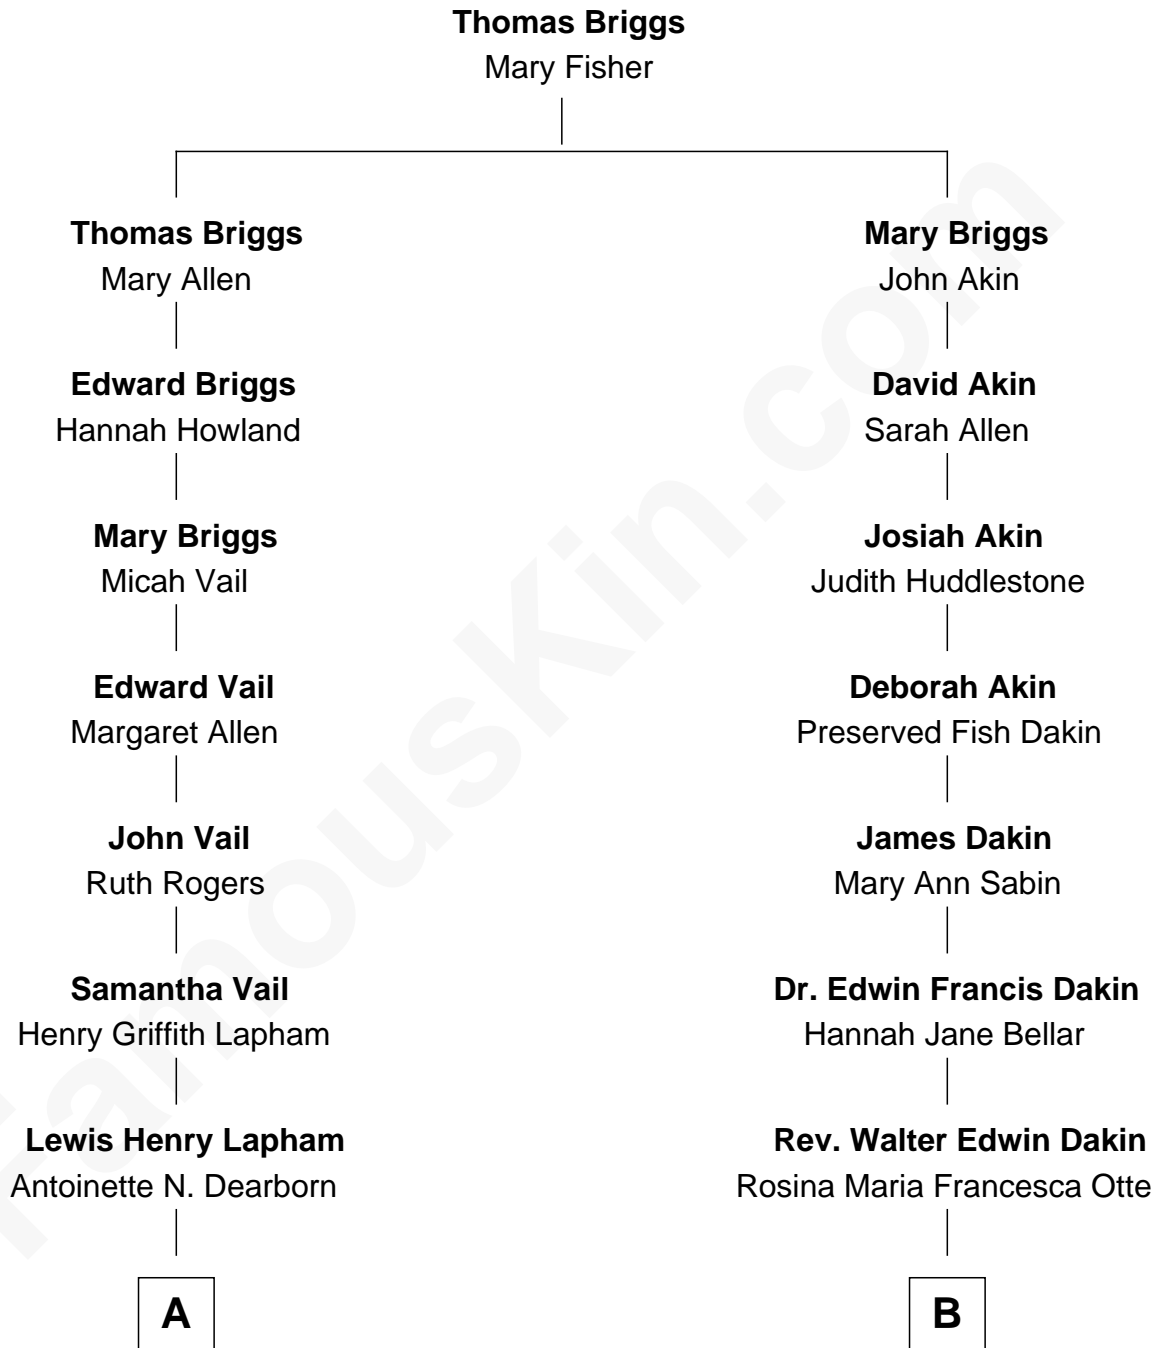 Thomas Briggs
Mary Fisher
Thomas Briggs
Mary Allen
Edward Briggs
Hannah Howland
Mary Briggs
Micah Vail
Edward Vail
Margaret Allen
John Vail
Ruth Rogers
Samantha Vail
Henry Griffith Lapham
Lewis Henry Lapham
Antoinette N. Dearborn
A
Mary Briggs
John Akin
David Akin
Sarah Allen
Josiah Akin
Judith Huddlestone
Deborah Akin
Preserved Fish Dakin
James Dakin
Mary Ann Sabin
Dr. Edwin Francis Dakin
Hannah Jane Bellar
Rev. Walter Edwin Dakin
Rosina Maria Francesca Otte
B
FamousKin.com